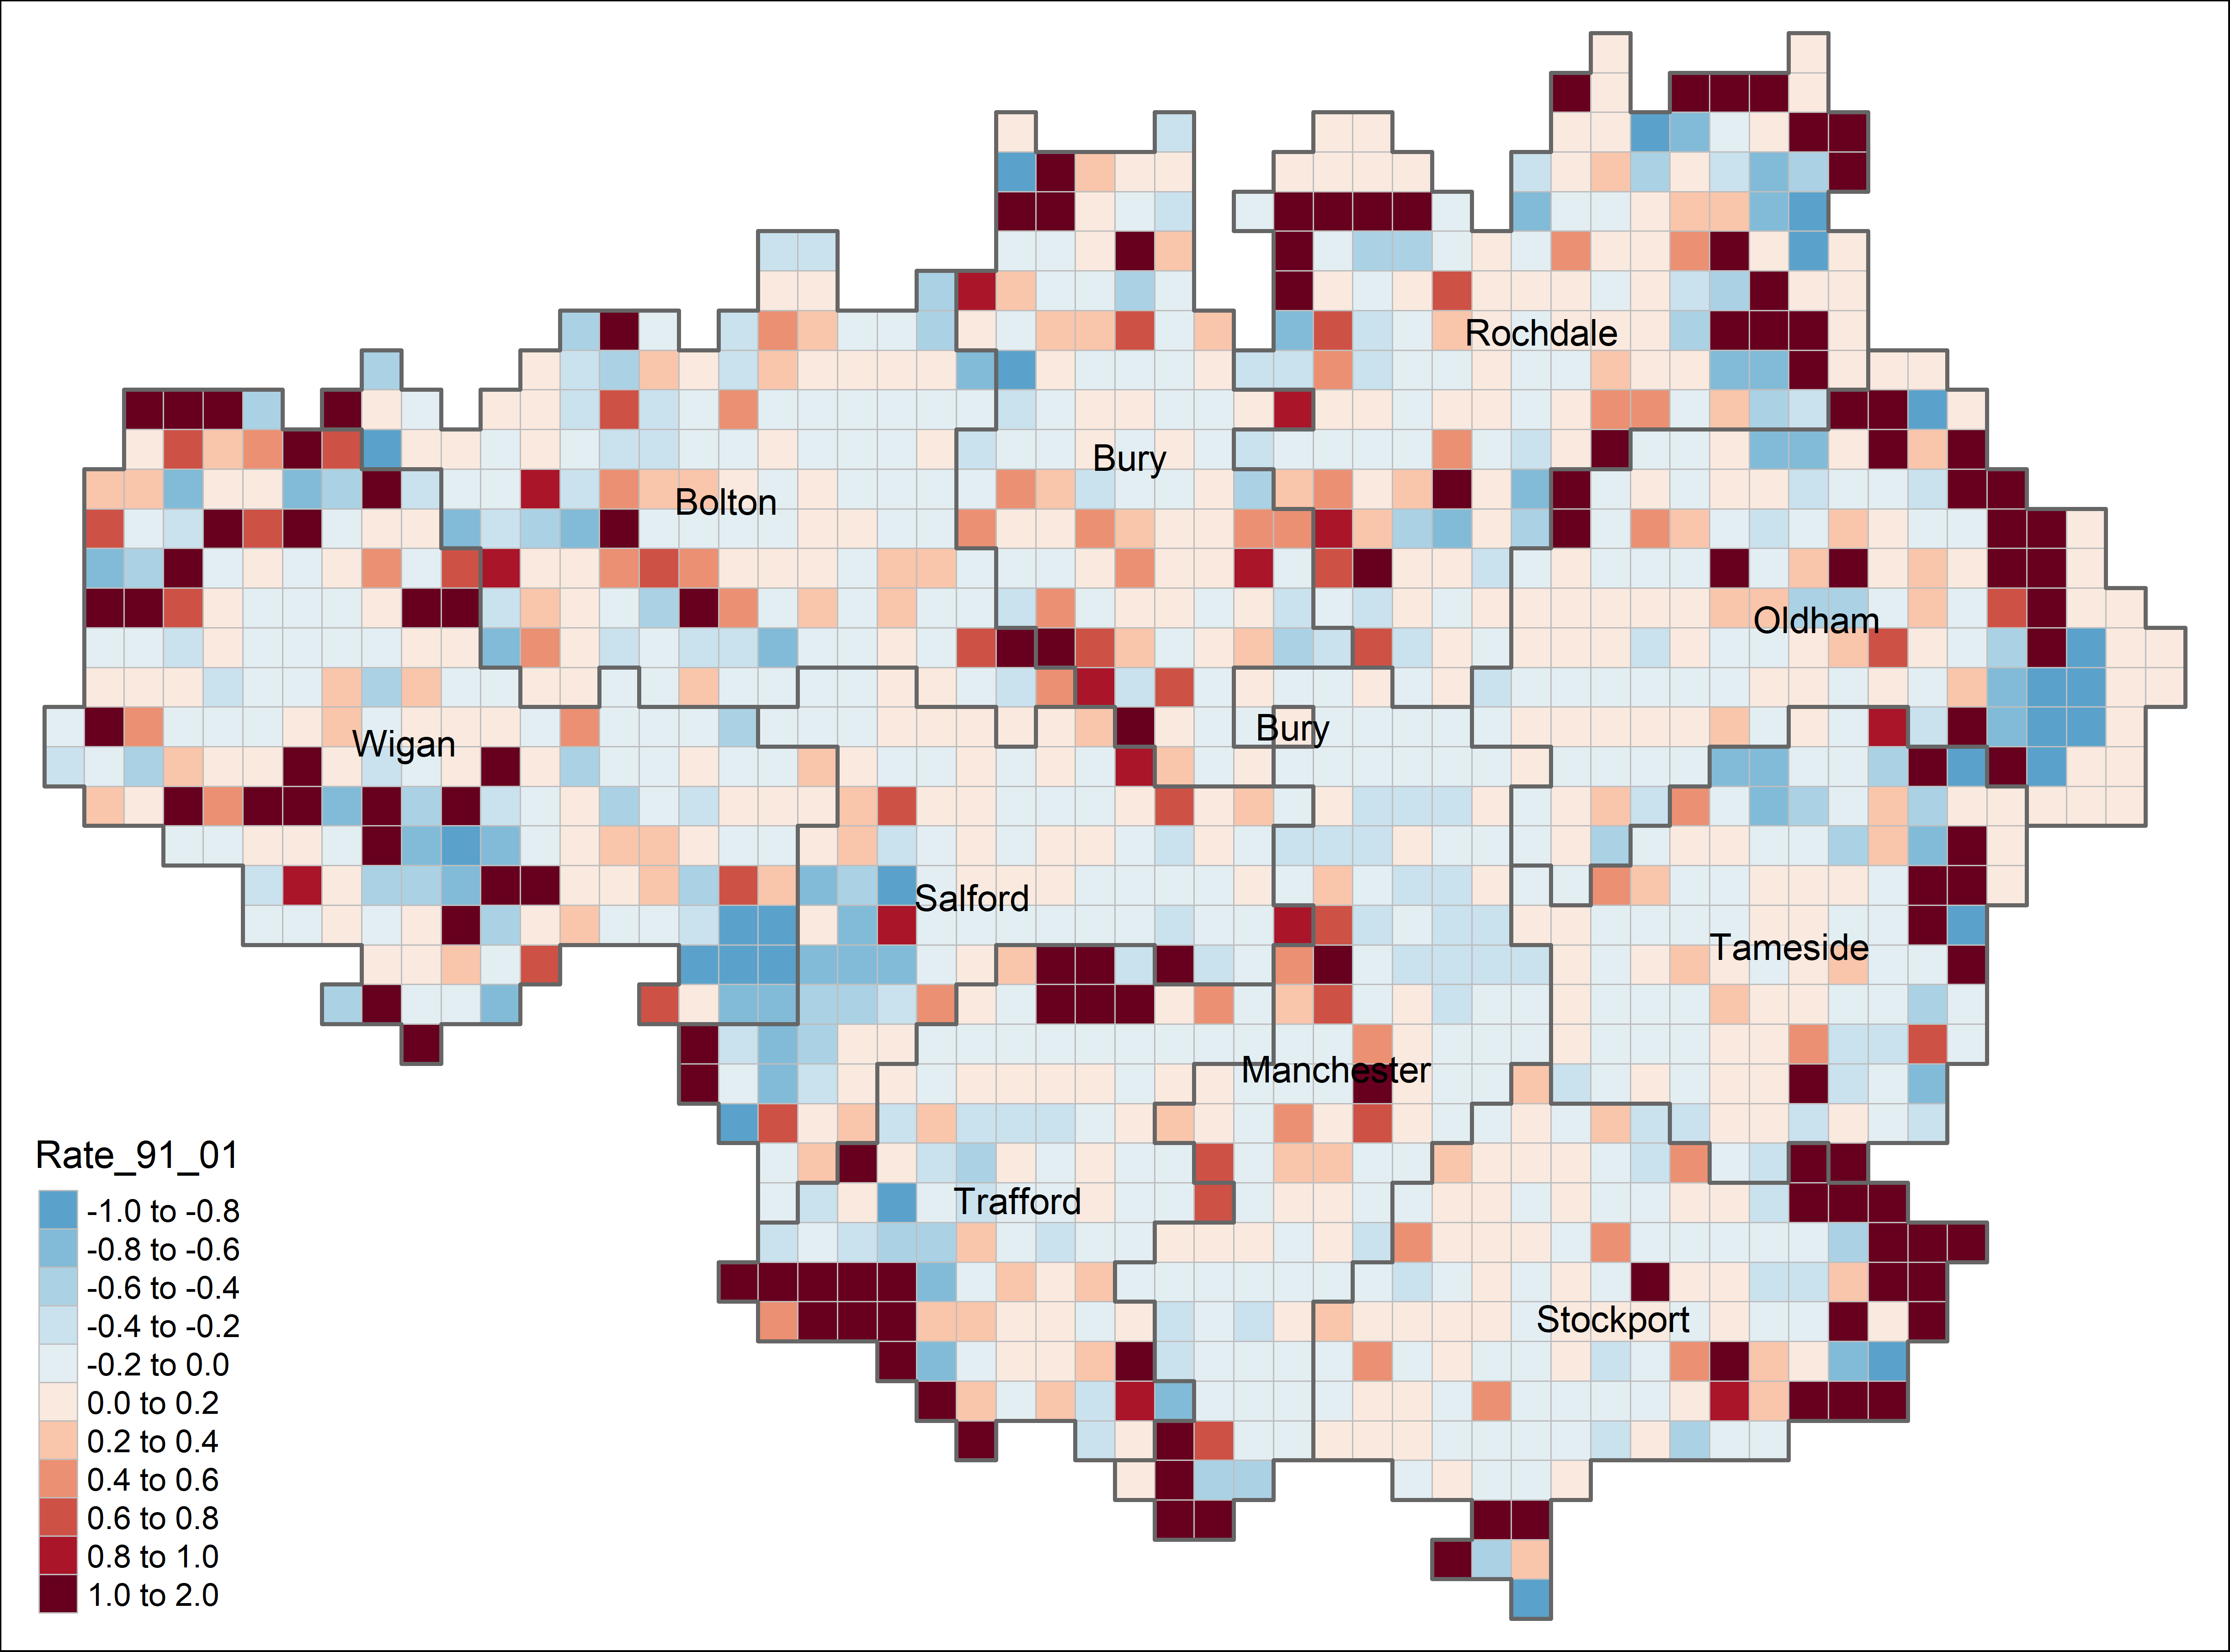 Rochdale
Bury
Bolton
Oldham
Bury
Wigan
Salford
Tameside
Manchester
Trafford
Stockport
Rate_91_01
-1.0 to -0.8
-0.8 to -0.6
-0.6 to -0.4
-0.4 to -0.2
-0.2 to 0.0
0.0 to 0.2
0.2 to 0.4
0.4 to 0.6
0.6 to 0.8
0.8 to 1.0
1.0 to 2.0